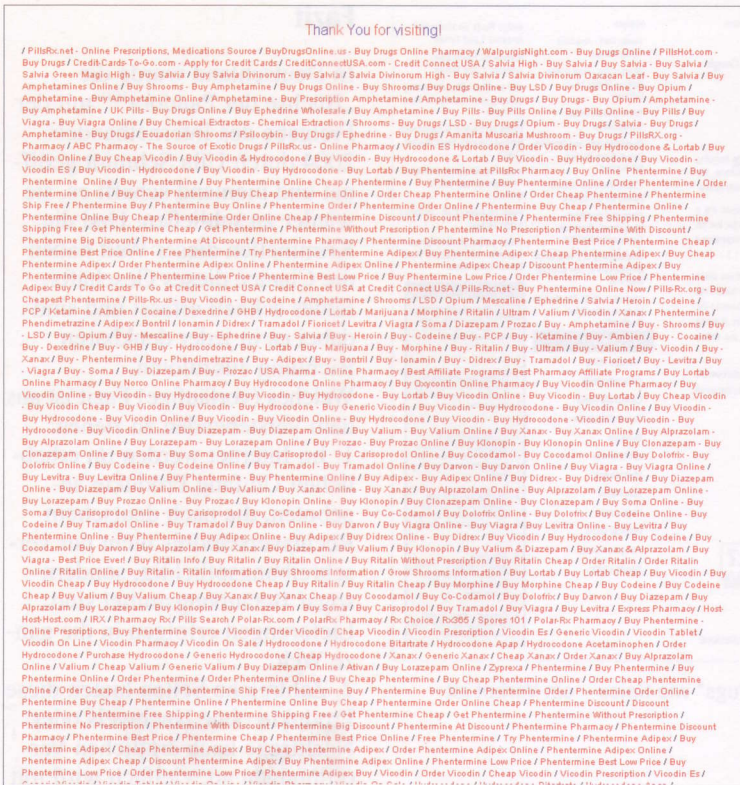 Thank You for visiting!
/ PillsRx.net - Online Prescriptions, Medications Source / BuyDrugsOnline.us - Buy Drugs Online Pharmacy / WalpurgisNight.com - Buy Drugs Online / PillsHot.com -
Buy Drugs / Credit-Cards-To-Go.com - Apply for Credit Cards / CreditConnectUSA.com - Credit Connect USA / Salvia High - Buy Salvia / Buy Salvia - Buy Salvia /
Salvia Green Magic High - Buy Salvia / Buy Salvia Divinorum - Buy Salvia / Salvia Divinorum High - Buy Salvia / Salvia Divinorum Oaxacan Leaf - Buy Salvia / Buy
Amphetamines Online / Buy Shrooms - Buy Amphetamine / Buy Drugs Online - Buy Shrooms / Buy Drugs Online - Buy LSD / Buy Drugs Online - Buy Opium /
Amphetamine - Buy Amphetamine Online / Amphetamine - Buy Prescription Amphetamine / Amphetamine - Buy Drugs / Buy Drugs - Buy Opium / Amphetamine -
Buy Amphetamine / UK Pills - Buy Drugs Online / Buy Ephedrine Wholesale / Buy Amphetamine / Buy Pills - Buy Pills Online / Buy Pills Online - Buy Pills / Buy
Viagra - Buy Viagra Online / Buy Chemical Extractors - Chemical Extraction / Shrooms - Buy Drugs / LSD - Buy Drugs / Opium - Buy Drugs / Salvia - Buy Drugs /
Amphetamine - Buy Drugs / Ecuadorian Shrooms / Psilocybin - Buy Drugs / Ephedrine - Buy Drugs / Amanita Muscaria Mushroom - Buy Drugs / PillsRX.org -
Pharmacy / ABC Pharmacy - The Source of Exotic Drugs / PillsRx.us - Online Pharmacy / Vicodin ES Hydrocodone / Order Vicodin - Buy Hydrocodone & Lortab / Buy
Vicodin Online / Buy Cheap Vicodin / Buy Vicodin & Hydrocodone / Buy Vicodin - Buy Hydrocodone & Lortab / Buy Vicodin - Buy Hydrocodone / Buy Vicodin -
Vicodin ES / Buy Vicodin - Hydrocodone / Buy Vicodin - Buy Hydrocodone - Buy Lortab / Buy Phentermine at PillsRx Pharmacy / Buy Online Phentermine / Buy
Phentermine Online / Buy Phentermine / Buy Phentermine Online Cheap Phentermine / Buy Phentermine / Buy Phentermine Online / Order Phentermine / Order
Phentermine Online / Buy Cheap Phentermine / Buy Cheap Phentermine Online / Order Cheap Phentermine Online / Order Cheap Phentermine / Phentermine
Ship Free / Phentermine Buy / Phentermine Buy Online / Phentermine Order / Phentermine Order Online / Phentermine Buy Cheap / Phentermine Online /
Phentermine Online Buy Cheap / Phentermine Order Online Cheap / Phentermine Discount / Discount Phentermine / Phentermine Free Shipping / Phentermine
Shipping Free / Get Phentermine Cheap / Get Phentermine / Phentermine Without Prescription / Phentermine No Prescription / Phentermine With Discount /
Phentermine Big Discount / Phentermine At Discount / Phentermine Pharmacy / Phentermine Discount Pharmacy / Phentermine Best Price / Phentermine Cheap /
Phentermine Best Price Online / Free Phentermine / Try Phentermine / Phentermine Adipex / Buy Phentermine Adipex / Cheap Phentermine Adipex / Buy Cheap
Phentermine Adipex / Order Phentermine Adipex Online / Phentermine Adipex Online / Phentermine Adipex Cheap / Discount Phentermine Adipex / Buy
Phentermine Adipex Online / Phentermine Low Price / Phentermine Best Low Price / Buy Phentermine Low Price / Order Phentermine Low Price / Phentermine
Adipex Buy / Credit Cards To Go at Credit Connect USA / Credit Connect USA at Credit Connect USA / Pills-Rx.net - Buy Phentermine Online Now / Pills-Rx.org - Buy
Cheapest Phentermine / Pills-Rx.us - Buy Vicodin - Buy Codeine / Amphetamine / Shrooms / LSD / Opium / Mescaline / Ephedrine / Salvia / Heroin / Codeine /
PCP / Ketamine / Ambien / Cocaine / Dexedrine / GHB / Hydrocodone / Lortab / Marijuana / Morphine / Ritalin / Ultram / Valium / Vicodin / Xanax / Phentermine /
Phendimetrazine / Adipex / Bontril / Ionamin / Didrex / Tramadol / Fioricet / Levitra / Viagra / Soma / Diazepam / Prozac / Buy - Amphetamine / Buy - Shrooms / Buy
- LSD / Buy - Opium / Buy - Mescaline / Buy - Ephedrine / Buy - Salvia / Buy - Heroin / Buy - Codeine / Buy - PCP / Buy - Ketamine / Buy - Ambien / Buy - Cocaine /
Buy - Dexedrine / Buy - GHB / Buy - Hydrocodone / Buy - Lortab / Buy - Marijuana / Buy - Morphine / Buy - Ritalin / Buy - Ultram / Buy - Valium / Buy - Vicodin / Buy -
Xanax / Buy - Phentermine / Buy - Phendimetrazine / Buy - Adipex / Buy - Bontril / Buy - Ionamin / Buy - Didrex / Buy - Tramadol / Buy - Fioricet / Buy - Levitra / Buy
- Viagra / Buy - Soma / Buy - Diazepam / Buy - Prozac / USA Pharma - Online Pharmacy / Best Affiliate Programs / Best Pharmacy Affiliate Programs / Buy Lortab
Online Pharmacy / Buy Norco Online Pharmacy / Buy Hydrocodone Online Pharmacy / Buy Oxycontin Online Pharmacy / Buy Vicodin Online Pharmacy / Buy
Vicodin Online - Buy Vicodin - Buy Hydrocodone / Buy Vicodin - Buy Hydrocodone - Buy Lortab / Buy Vicodin Online - Buy Vicodin - Buy Lortab / Buy Cheap Vicodin
- Buy Vicodin Cheap - Buy Vicodin / Buy Vicodin - Buy Hydrocodone - Buy Generic Vicodin / Buy Vicodin - Buy Hydrocodone - Buy Vicodin Online / Buy Vicodin -
Buy Hydrocodone - Buy Vicodin Online / Buy Vicodin - Buy Vicodin Online - Buy Hydrocodone / Buy Vicodin - Buy Hydrocodone - Vicodin / Buy Vicodin - Buy
Hydrocodone - Buy Vicodin Online / Buy Diazepam - Buy Diazepam Online / Buy Valium - Buy Valium Online / Buy Xanax - Buy Xanax Online / Buy Alprazolam -
Buy Alprazolam Online / Buy Lorazepam - Buy Lorazepam Online / Buy Prozac - Buy Prozac Online / Buy Klonopin - Buy Klonopin Online / Buy Clonazepam - Buy
Clonazepam Online / Buy Soma - Buy Soma Online / Buy Carisoprodol - Buy Carisoprodol Online / Buy Cocodamol - Buy Cocodamol Online / Buy Dolofrix - Buy
Dolofrix Online / Buy Codeine - Buy Codeine Online / Buy Tramadol - Buy Tramadol Online / Buy Darvon - Buy Darvon Online / Buy Viagra - Buy Viagra Online /
Buy Levitra - Buy Levitra Online / Buy Phentermine - Buy Phentermine Online / Buy Adipex - Buy Adipex Online / Buy Didrex - Buy Didrex Online / Buy Diazepam
Online - Buy Diazepam / Buy Valium Online - Buy Valium / Buy Xanax Online - Buy Xanax / Buy Alprazolam Online - Buy Alprazolam / Buy Lorazepam Online -
Buy Lorazepam / Buy Prozac Online - Buy Prozac / Buy Klonopin Online - Buy Klonopin / Buy Clonazepam Online - Buy Clonazepam / Buy Soma Online - Buy
Soma / Buy Carisoprodol Online - Buy Carisoprodol / Buy Co-Codamol Online - Buy Co-Codamol / Buy Dolofrix Online - Buy Dolofrix / Buy Codeine Online - Buy
Codeine / Buy Tramadol Online - Buy Tramadol / Buy Darvon Online - Buy Darvon / Buy Viagra Online - Buy Viagra / Buy Levitra Online - Buy Levitra / Buy
Phentermine Online - Buy Phentermine / Buy Adipex Online - Buy Adipex / Buy Didrex Online - Buy Didrex / Buy Vicodin / Buy Hydrocodone / Buy Codeine / Buy
Cocodamol / Buy Darvon / Buy Alprazolam / Buy Xanax / Buy Diazepam / Buy Valium / Buy Klonopin / Buy Valium & Diazepam / Buy Xanax & Alprazolam / Buy
Viagra - Best Price Ever! / Buy Ritalin Info / Buy Ritalin / Buy Ritalin Online / Buy Ritalin Without Prescription / Buy Ritalin Cheap / Order Ritalin / Order Ritalin
Online / Ritalin Online / Buy Ritalin - Ritalin Information / Buy Shrooms Information / Grow Shrooms Information / Buy Lortab / Buy Lortab Cheap / Buy Vicodin / Buy
Vicodin Cheap / Buy Hydrocodone / Buy Hydrocodone Cheap / Buy Ritalin / Buy Ritalin Cheap / Buy Morphine / Buy Morphine Cheap / Buy Codeine / Buy Codeine
Cheap / Buy Valium / Buy Valium Cheap / Buy Xanax / Buy Xanax Cheap / Buy Cocodamol / Buy Co-Codamol / Buy Dolofrix / Buy Darvon / Buy Diazepam / Buy
Alprazolam / Buy Lorazepam / Buy Klonopin / Buy Clonazepam / Buy Soma / Buy Carisoprodol / Buy Tramadol / Buy Viagra / Buy Levitra / Express Pharmacy / Host-
Host-Host.com / IRX / Pharmacy Rx / Pills Search / Polar-Rx.com / PolarRx Pharmacy / Rx Choice / Rx365 / Spores 101 / Polar-Rx Pharmacy / Buy Phentermine -
Online Prescriptions, Buy Phentermine Source / Vicodin / Order Vicodin / Cheap Vicodin / Vicodin Prescription / Vicodin Es / Generic Vicodin / Vicodin Tablet /
Vicodin On Line / Vicodin Pharmacy / Vicodin On Sale / Hydrocodone / Hydrocodone Bitartrate / Hydrocodone Apap / Hydrocodone Acetaminophen / Order
Hydrocodone / Purchase Hydrocodone / Generic Hydrocodone / Cheap Hydrocodone / Xanax / Generic Xanax / Cheap Xanax / Order Xanax / Buy Alprazolam
Online / Valium / Cheap Valium / Generic Valium / Buy Diazepam Online / Ativan / Buy Lorazepam Online / Zyprexa / Phentermine / Buy Phentermine / Buy
Phentermine Online / Order Phentermine / Order Phentermine Online / Buy Cheap Phentermine / Buy Cheap Phentermine Online / Order Cheap Phentermine
Online / Order Cheap Phentermine / Phentermine Ship Free / Phentermine Buy / Phentermine Buy Online / Phentermine Order / Phentermine Order Online /
Phentermine Buy Cheap / Phentermine Online / Phentermine Online Buy Cheap / Phentermine Order Online Cheap / Phentermine Discount / Discount
Phentermine / Phentermine Free Shipping / Phentermine Shipping Free / Get Phentermine Cheap / Get Phentermine / Phentermine Without Prescription /
Phentermine No Prescription / Phentermine With Discount / Phentermine Big Discount / Phentermine At Discount / Phentermine Pharmacy / Phentermine Discount
Pharmacy / Phentermine Best Price / Phentermine Cheap / Phentermine Best Price Online / Free Phentermine / Try Phentermine / Phentermine Adipex / Buy
Phentermine Adipex / Cheap Phentermine Adipex / Buy Cheap Phentermine Adipex / Order Phentermine Adipex Online / Phentermine Adipex Online /
Phentermine Adipex Cheap / Discount Phentermine Adipex / Buy Phentermine Adipex Online / Phentermine Low Price / Phentermine Best Low Price / Buy
Phentermine Low Price / Order Phentermine Low Price / Phentermine Adipex Buy / Vicodin / Order Vicodin / Cheap Vicodin / Vicodin Prescription / Vicodin Es /